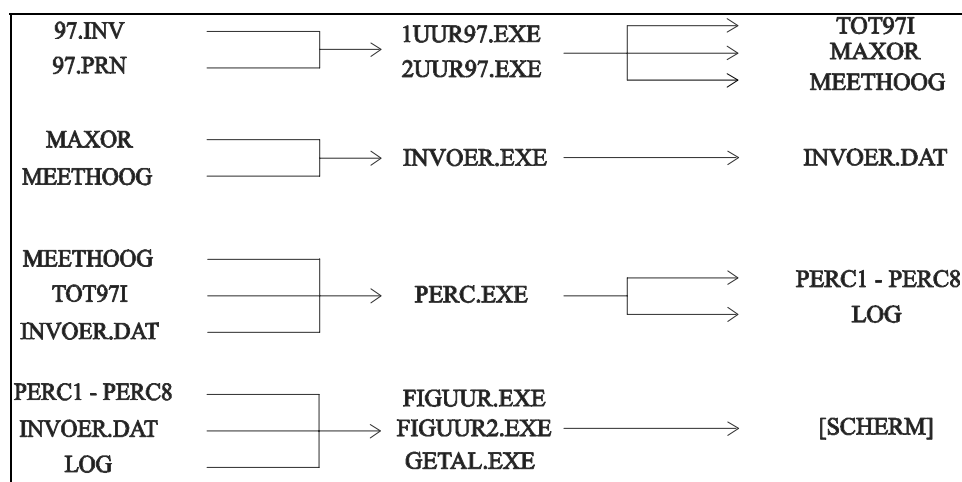 97.INV
97.PRN
1UUR97.EXE
2UUR97.EXE
TOT97I
MAXOR
MEETHOOG
MAXOR
MEETHOOG
INVOER.EXE
INVOER.DAT
MEETHOOG
TOT97I
INVOER.DAT
PERC.EXE
PERC1 - PERC8
LOG
PERC1 - PERC8
INVOER.DAT
LOG
FIGUUR.EXE
FIGUUR2.EXE
GETAL.EXE
[SCHERM]